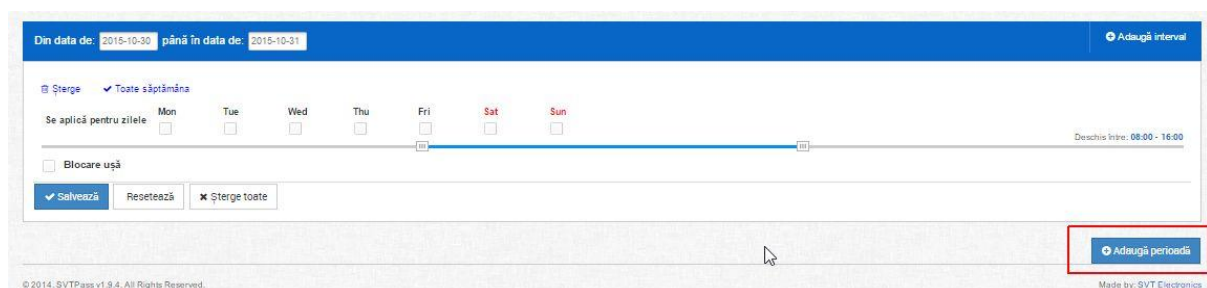 Din data de: 2015-10-30 până în data de: 2015-10-31 Adaugă interval
Șterge Toate săptămâna
Mon Tue Wed Thu Fri Sat Sun
Se aplică pentru zilele
Deschis între: 08:00 - 16:00
Blocare ușă
Salvează Resetează Șterge toate
Adaugă perioadă
© 2014. SVTPass v1.9.4. All Rights Reserved. Made by: SVT Electronics